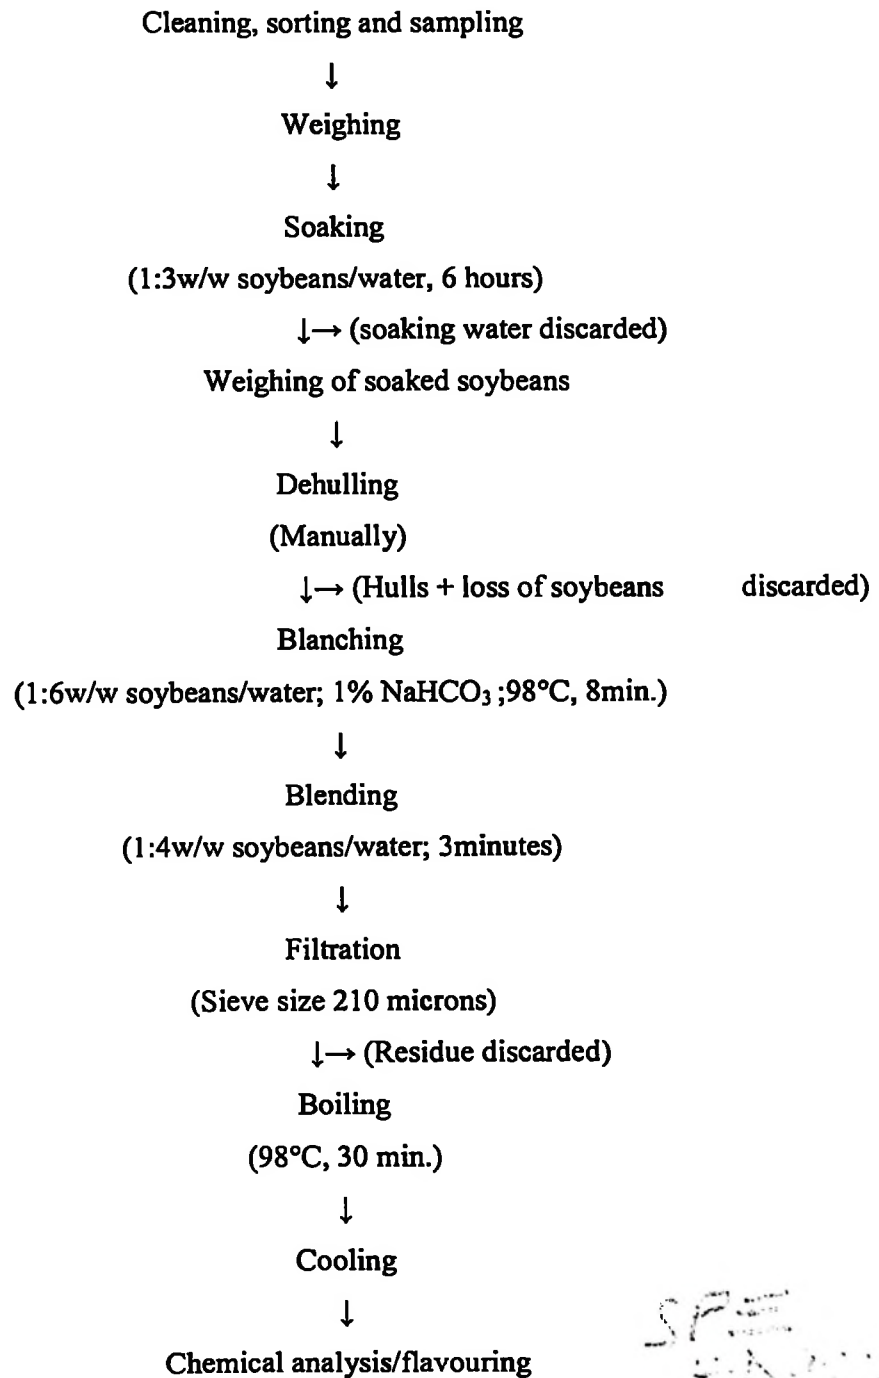 Cleaning, sorting and sampling
↓
Weighing
↓
Soaking
(1:3w/w soybeans/water, 6 hours)
↓→ (soaking water discarded)
Weighing of soaked soybeans
↓
Dehulling
(Manually)
↓→ (Hulls + loss of soybeans discarded)
Blanching
(1:6w/w soybeans/water; 1% NaHCO₃ ;98°C, 8min.)
↓
Blending
(1:4w/w soybeans/water; 3minutes)
↓
Filtration
(Sieve size 210 microns)
↓→ (Residue discarded)
Boiling
(98°C, 30 min.)
↓
Cooling
↓
Chemical analysis/flavouring